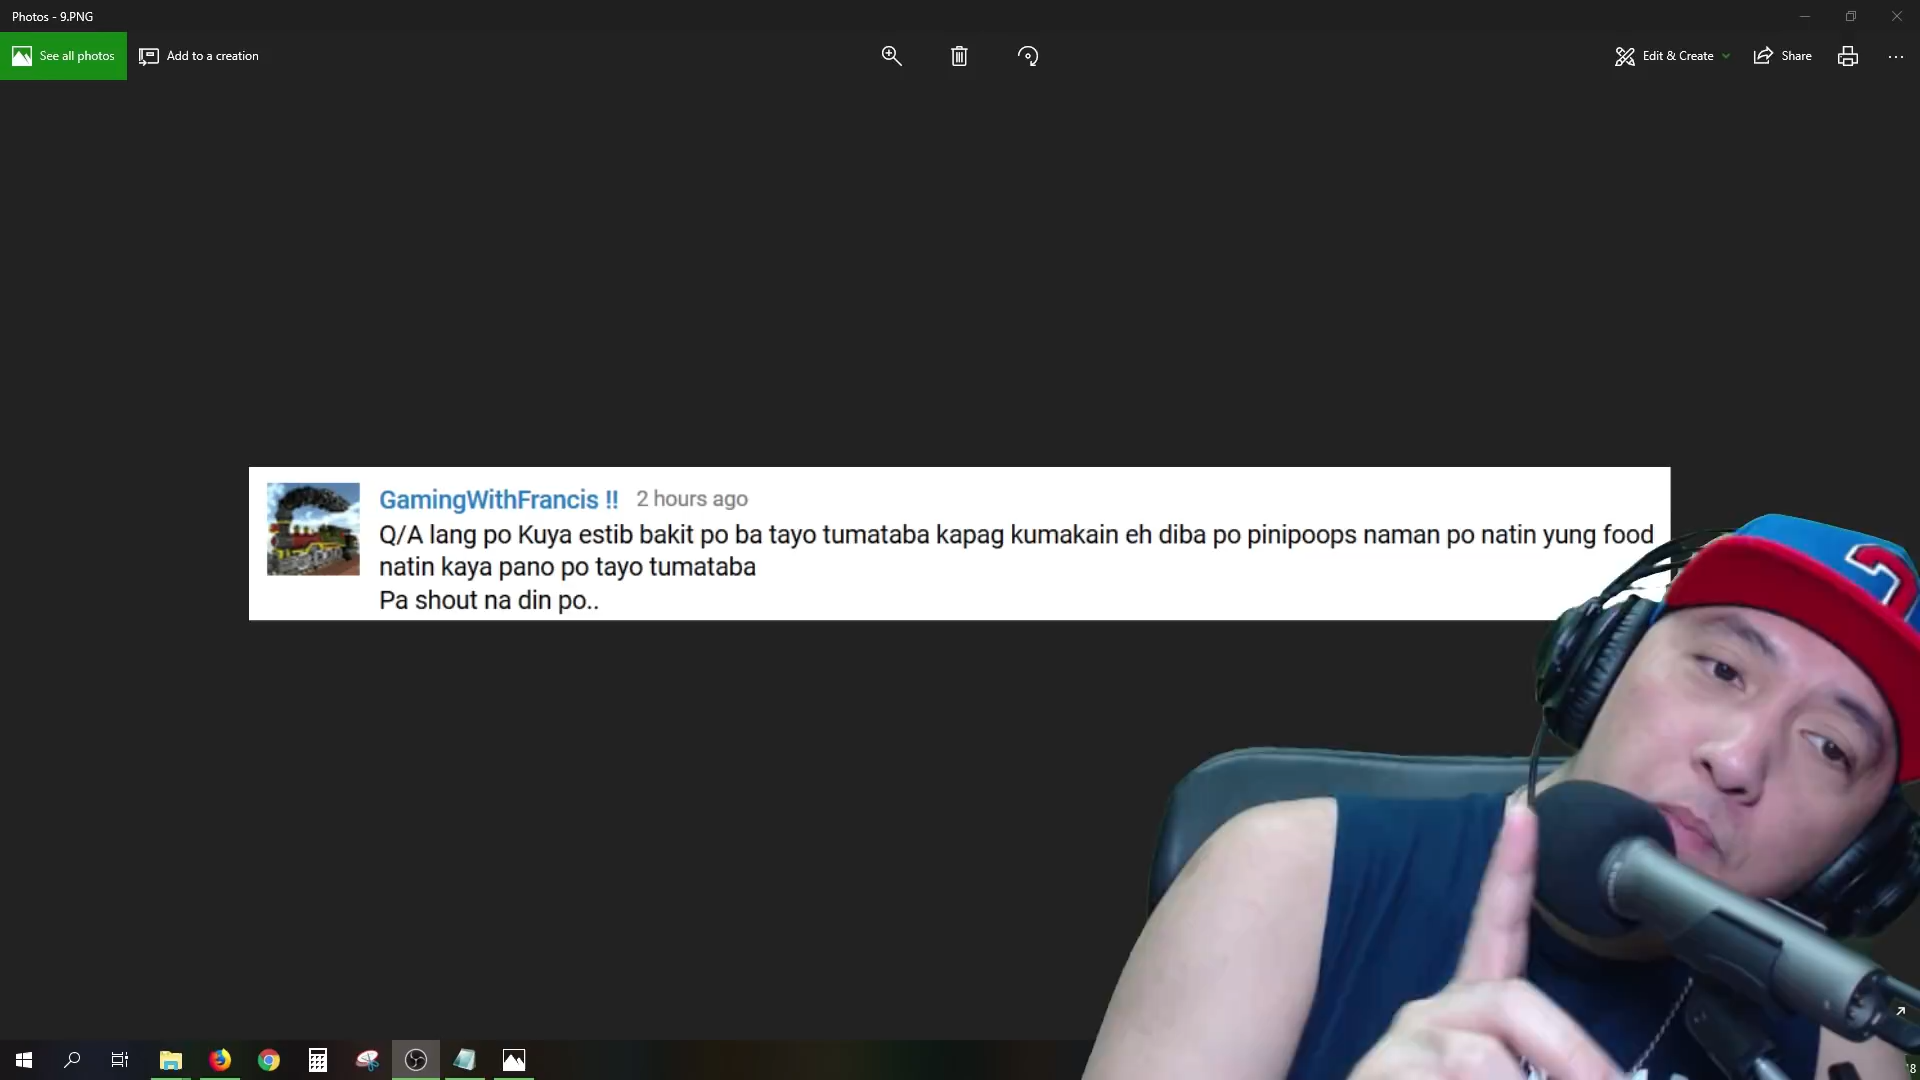 Photos - 9.PNG
See all photos
Add to a creation
Edit & Create
Share
GamingWithFrancis !! 2 hours ago
Q/A lang po Kuya estib bakit po ba tayo tumataba kapag kumakain eh diba po pinipoops naman po natin yung food
natin kaya pano po tayo tumataba
Pa shout na din po..